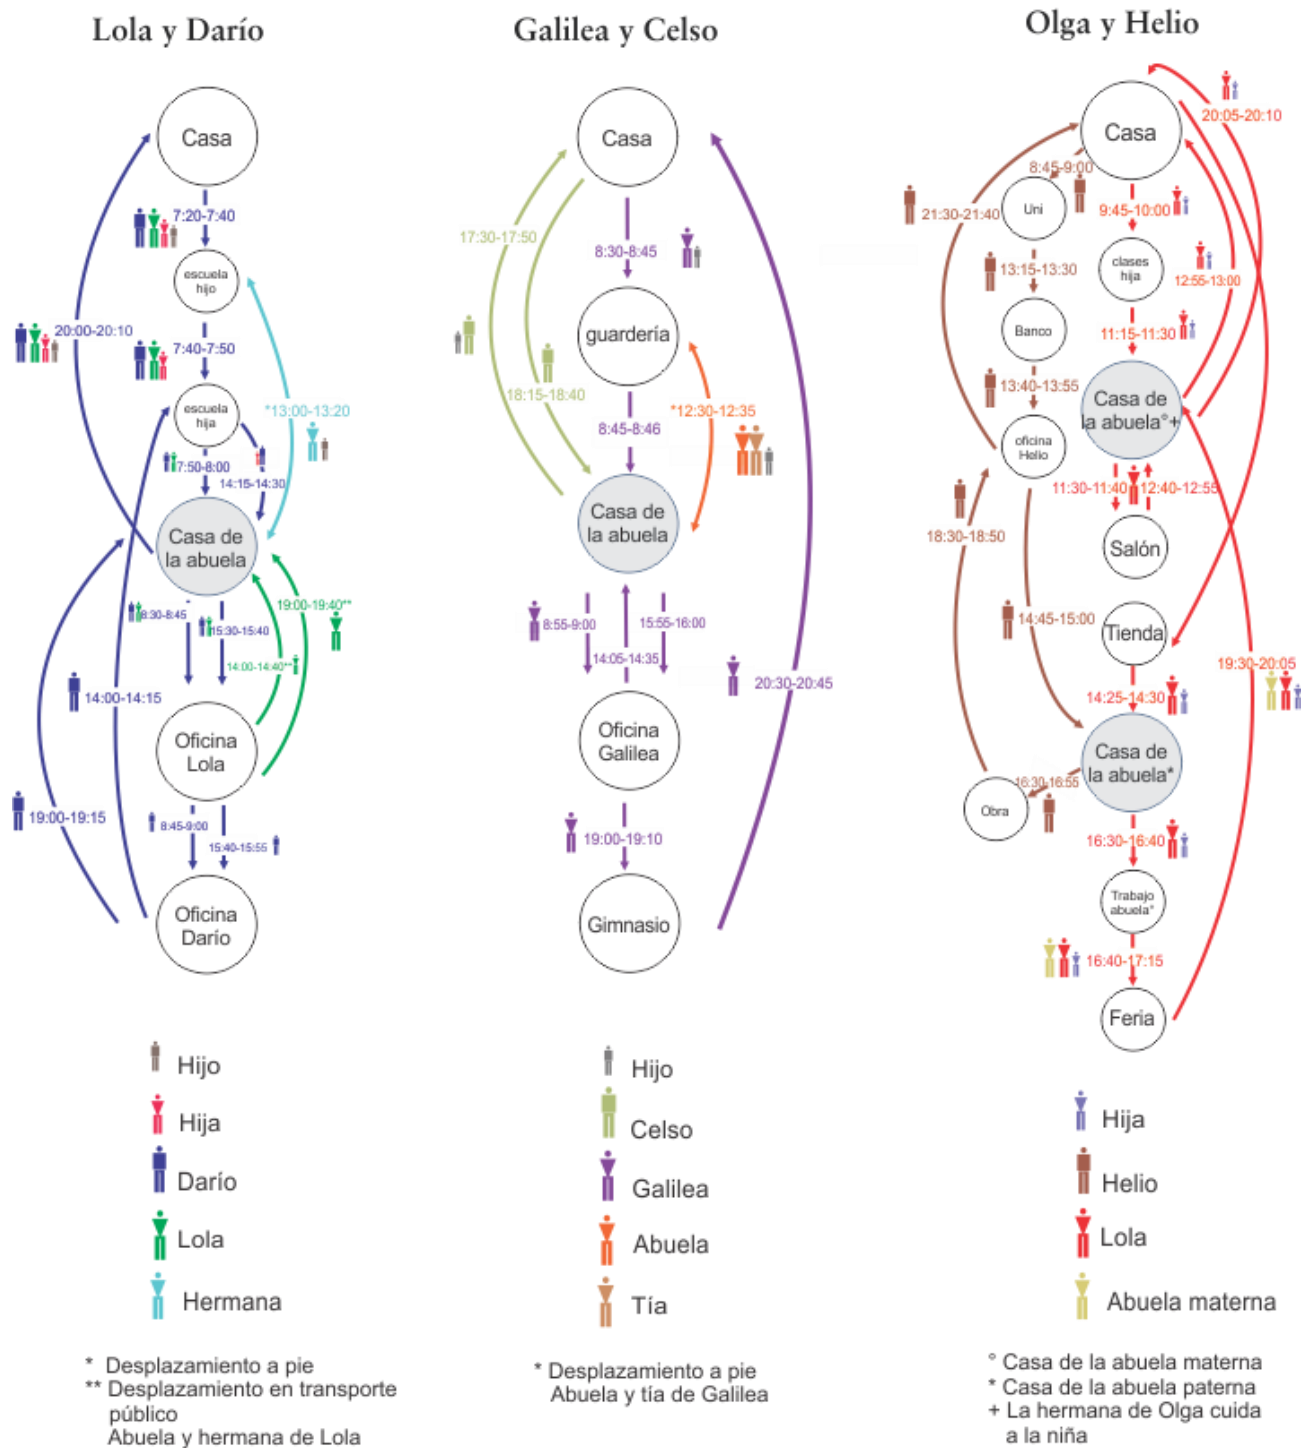 Lola y Darío
Casa
7:20-7:40
escuela
hijo
20:00-20:10
7:40-7:50
escuela
hija
*13:00-13:20
7:50-8:00
14:15-14:30
Casa de
la abuela
8:30-8:45
15:30-15:40
19:00-19:40**
14:00-14:40**
14:00-14:15
Oficina
Lola
19:00-19:15
8:45-9:00
15:40-15:55
Oficina
Darío
Hijo
Hija
Darío
Lola
Hermana
* Desplazamiento a pie
** Desplazamiento en transporte
público
Abuela y hermana de Lola
Galilea y Celso
Casa
17:30-17:50
8:30-8:45
guardería
18:15-18:40
8:45-8:46
*12:30-12:35
Casa de
la abuela
8:55-9:00
15:55-16:00
14:05-14:35
20:30-20:45
Oficina
Galilea
19:00-19:10
Gimnasio
Hijo
Celso
Galilea
Abuela
Tía
* Desplazamiento a pie
Abuela y tía de Galilea
Olga y Helio
20:05-20:10
Casa
8:45-9:00
Uni
21:30-21:40
9:45-10:00
13:15-13:30
clases
hija
12:55-13:00
Banco
11:15-11:30
13:40-13:55
Casa de
la abuela°+
oficina
Helio
11:30-11:40
12:40-12:55
18:30-18:50
Salón
14:45-15:00
Tienda
19:30-20:05
14:25-14:30
Casa de
la abuela*
16:30-16:55
Obra
16:30-16:40
Trabajo
abuela°
16:40-17:15
Feria
Hija
Helio
Lola
Abuela materna
° Casa de la abuela materna
* Casa de la abuela paterna
+ La hermana de Olga cuida
a la niña